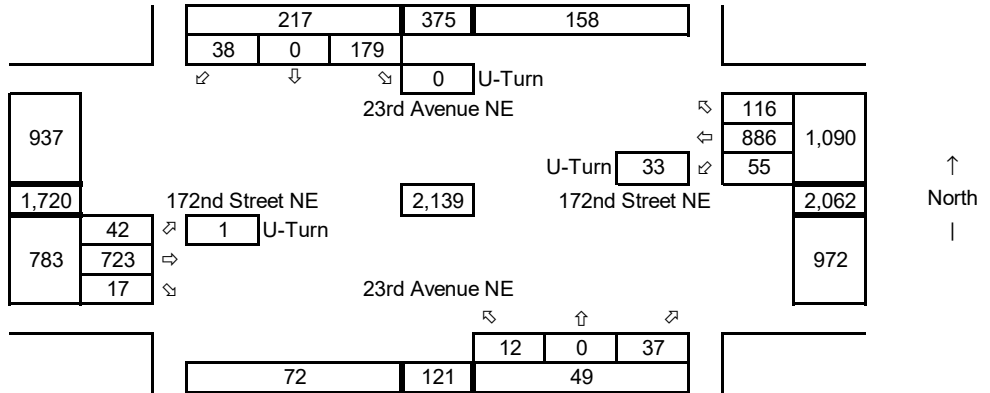 217 375 158
38 0 179
⬃ ⇩ ⬂ 0 U-Turn
23rd Avenue NE
⬁ 116
937 ⇦ 886 1,090
U-Turn 33 ⬃ 55 ↑
1,720 172nd Street NE 2,139 172nd Street NE 2,062 North
42 ⬀ 1 U-Turn |
783 723 ⇨ 972
17 ⬂ 23rd Avenue NE
⬁ ⇧ ⬀
12 0 37
72 121 49